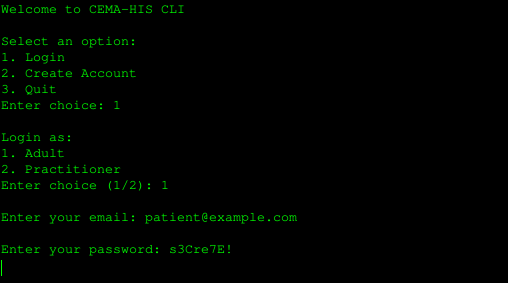 Welcome to CEMA-HIS CLI
Select an option:
1. Login
2. Create Account
3. Quit
Enter choice: 1
Login as:
1. Adult
2. Practitioner
Enter choice (1/2): 1
Enter your email: patient@example.com
Enter your password: s3Cre7E!